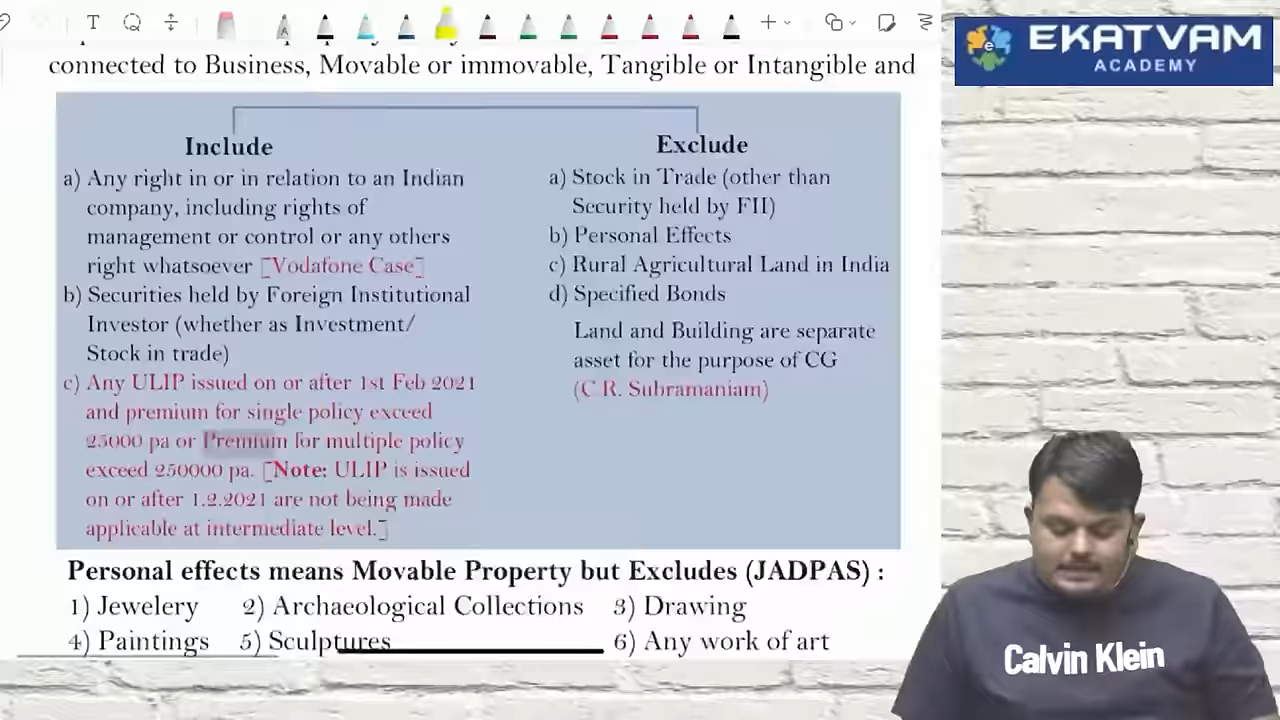 EKATVAM
ACADEMY
connected to Business, Movable or immovable, Tangible or Intangible and
Include
a) Any right in or in relation to an Indian
company, including rights of
management or control or any others
right whatsoever [Vodafone Case]
b) Securities held by Foreign Institutional
Investor (whether as Investment/
Stock in trade)
c) Any ULIP issued on or after 1st Feb 2021
and premium for single policy exceed
25000 pa or Premium for multiple policy
exceed 250000 pa. [Note: ULIP is issued
on or after 1.2.2021 are not being made
applicable at intermediate level.]
Exclude
a) Stock in Trade (other than
Security held by FII)
b) Personal Effects
c) Rural Agricultural Land in India
d) Specified Bonds
Land and Building are separate
asset for the purpose of CG
(C.R. Subramaniam)
Personal effects means Movable Property but Excludes (JADPAS) :
1) Jewelery 2) Archaeological Collections 3) Drawing
4) Paintings 5) Sculptures 6) Any work of art
Calvin Klein